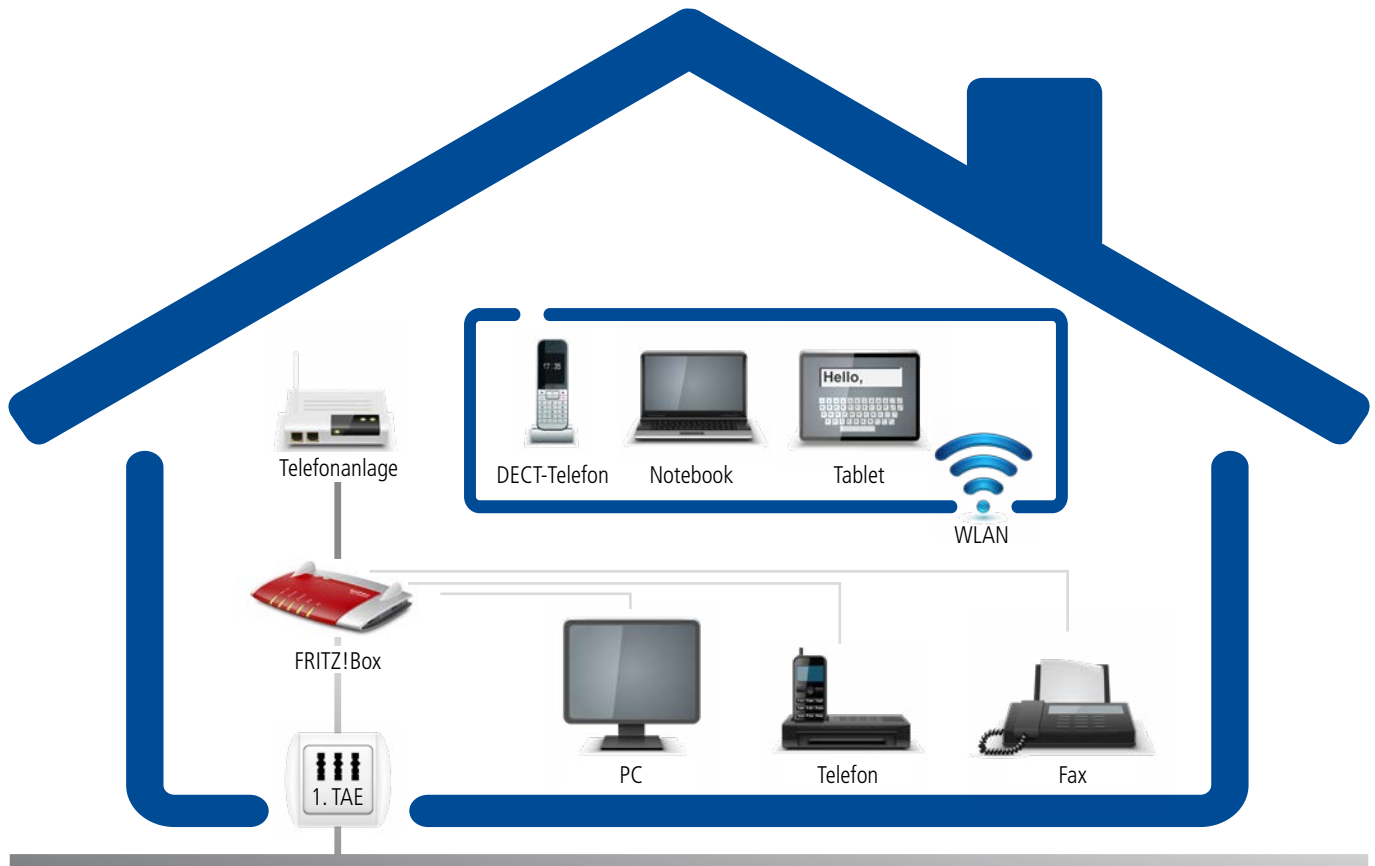 17:35
Hello,
Telefonanlage
DECT-Telefon
Notebook
Tablet
WLAN
FRITZ!Box
1. TAE
PC
Telefon
Fax